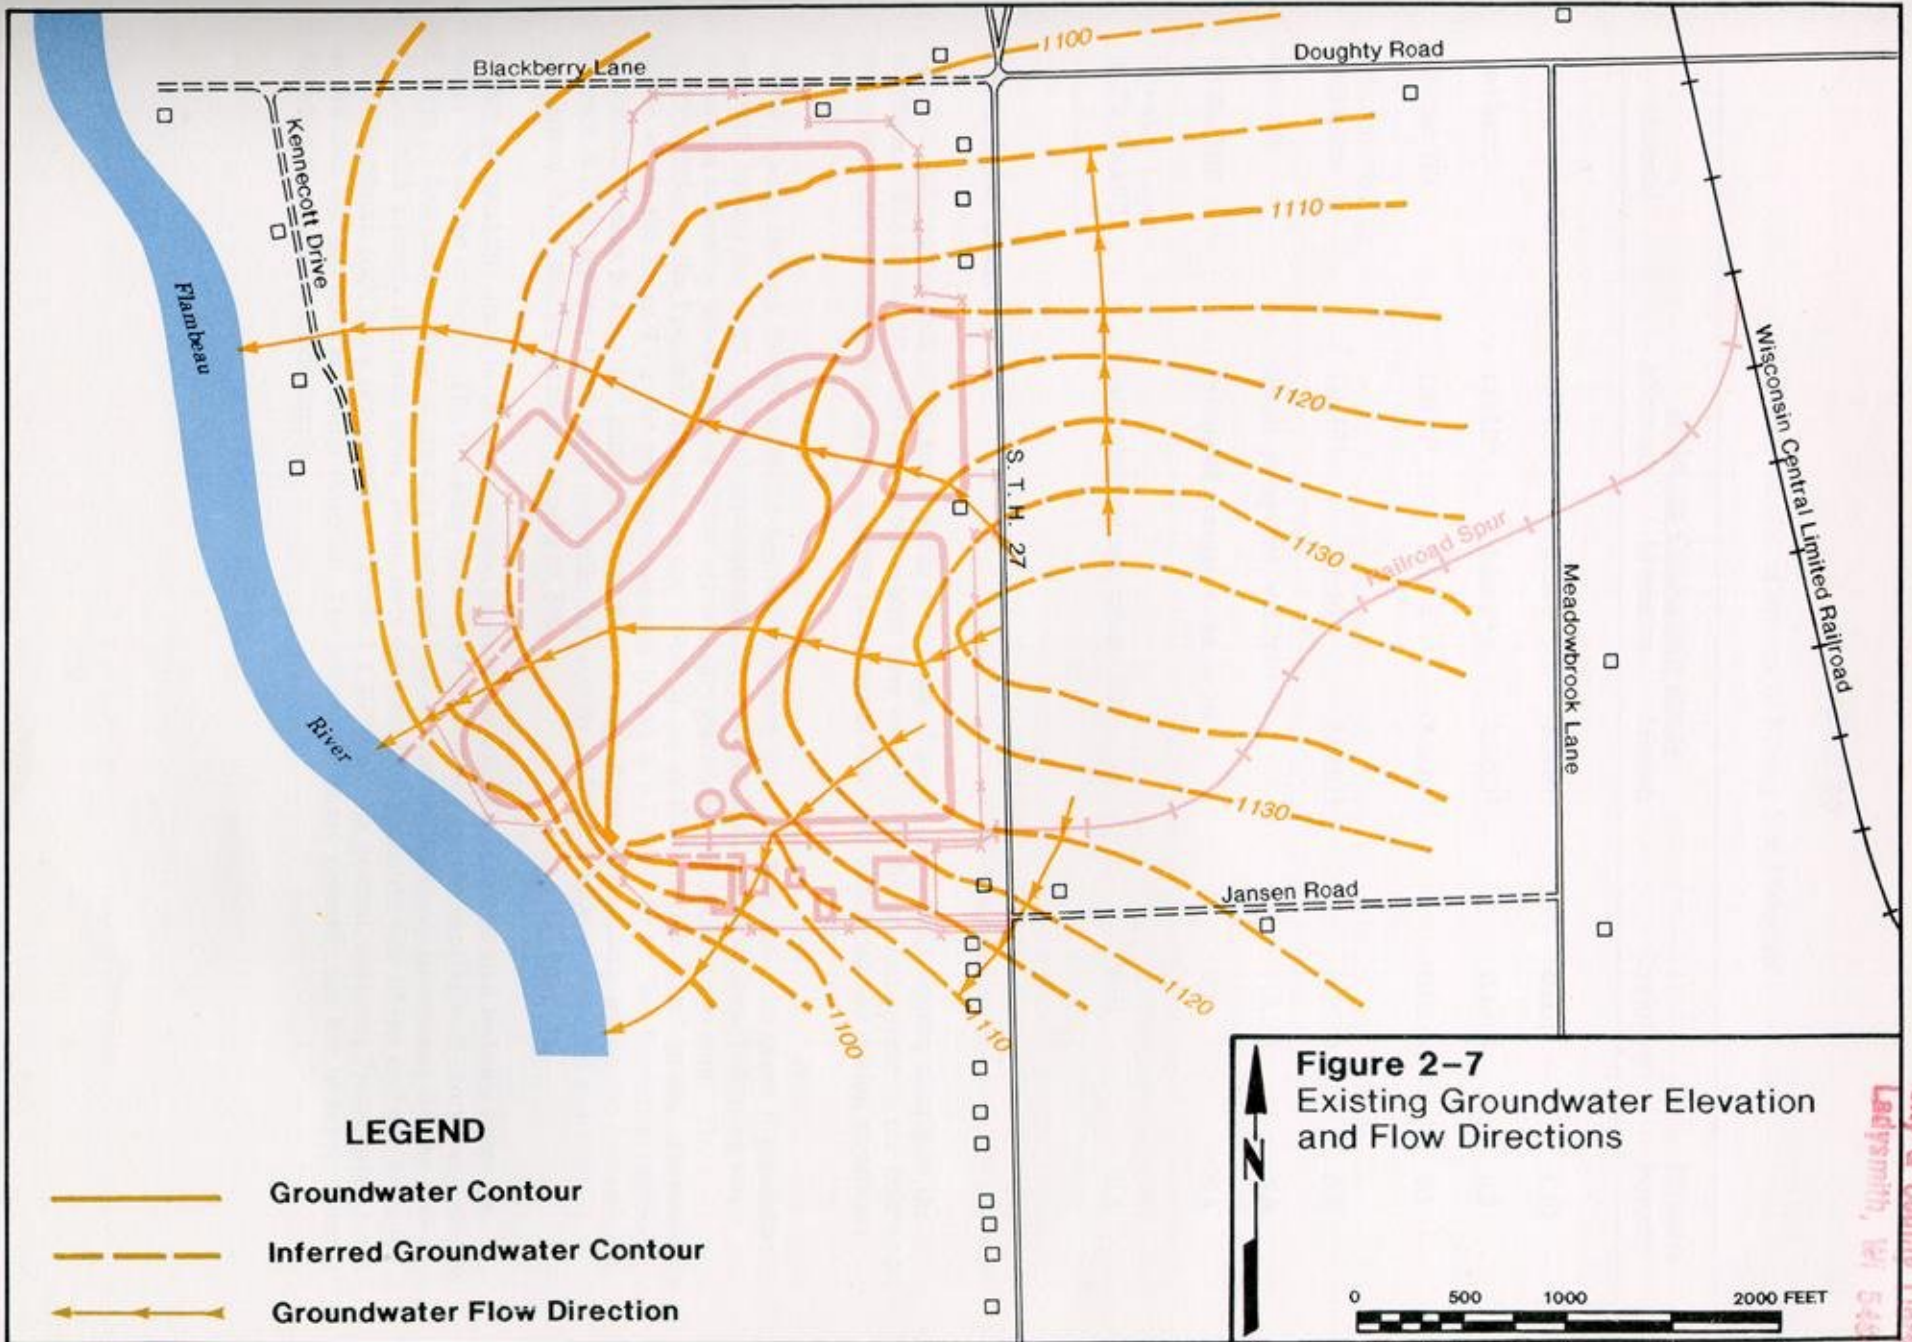 1100
Doughty Road
Blackberry Lane
Kennecott Drive
1110
Flambeau
River
1120
Wisconsin Central Limited Railroad
S. T. H. 27
1130
Railroad Spur
Meadowbrook Lane
1130
Jansen Road
1120
1110
1100
Figure 2-7
Existing Groundwater Elevation
and Flow Directions
N
0 500 1000 2000 FEET
LEGEND
Groundwater Contour
Inferred Groundwater Contour
Groundwater Flow Direction
Ladysmith,